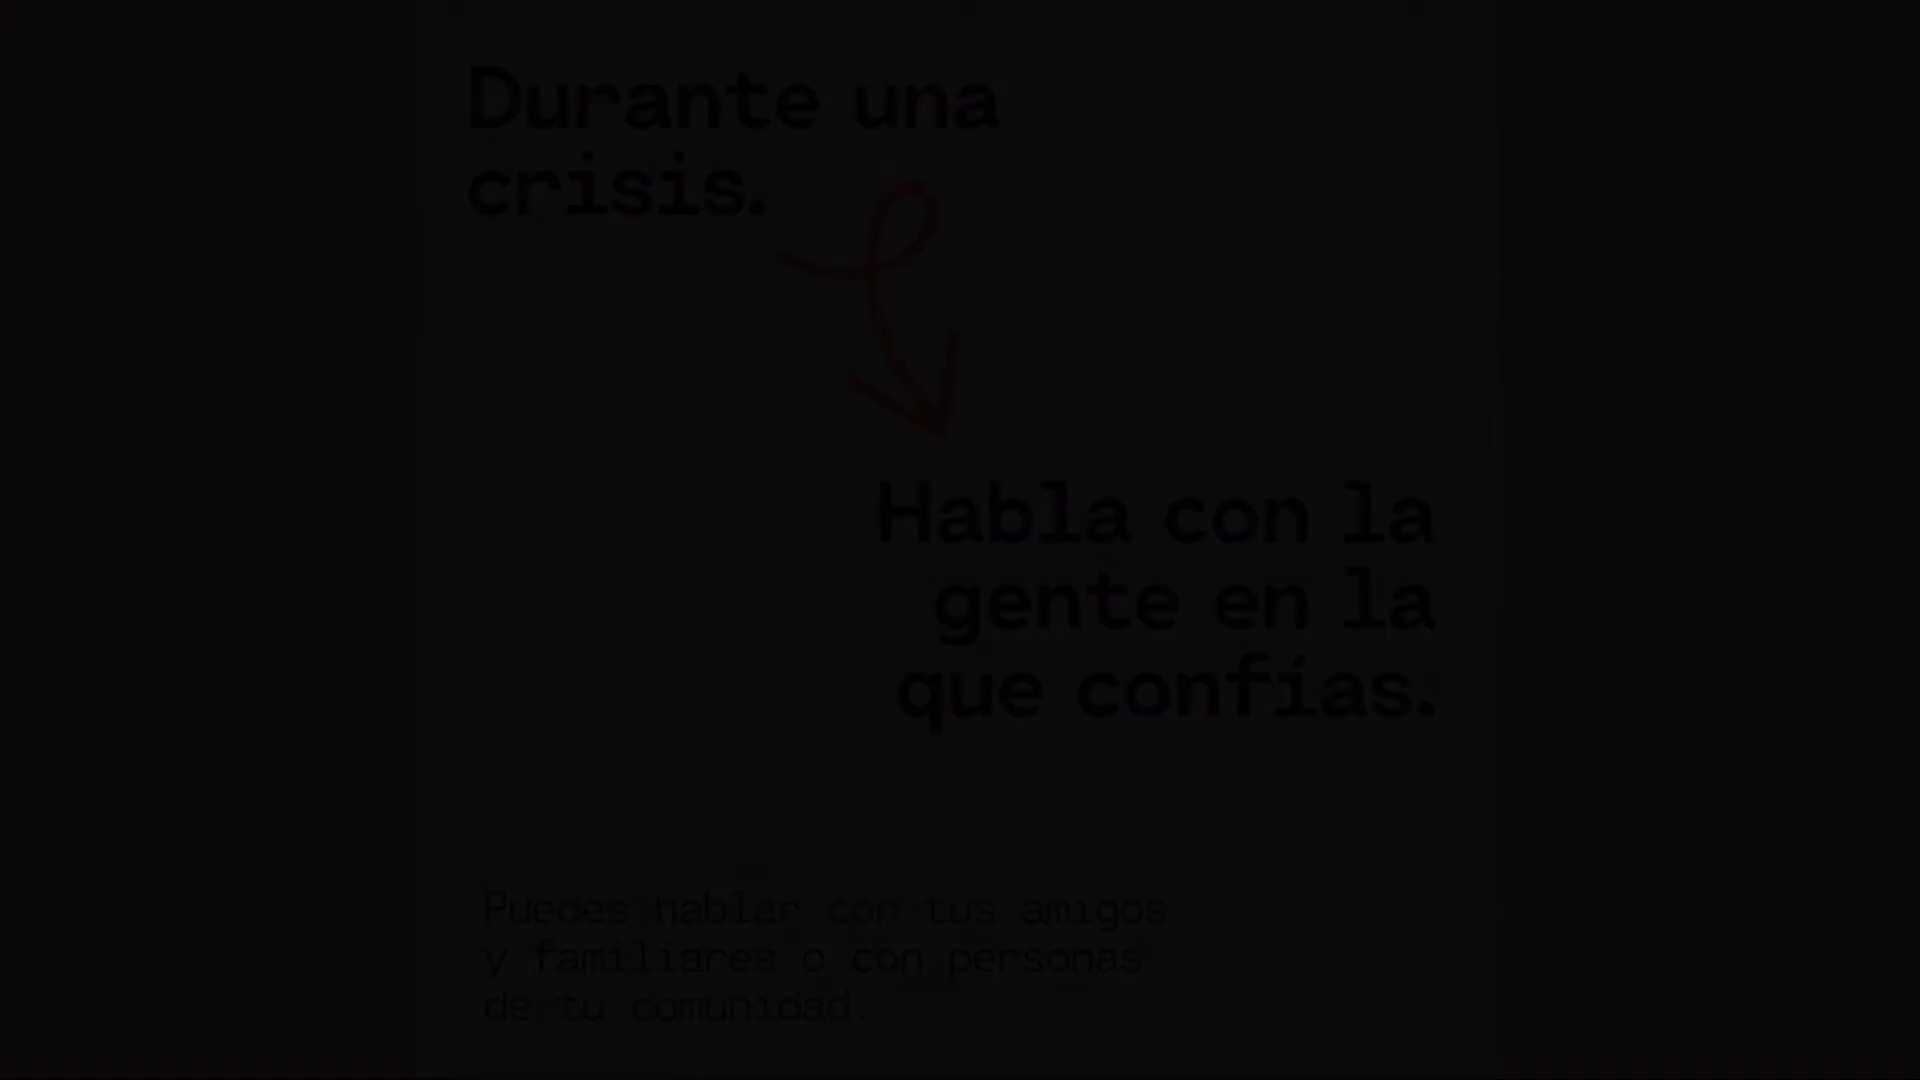 Durante una
crisis.
Habla con la
gente en la
que confías.
Puedes hablar con tus amigos
y familiares o con personas
de tu comunidad.